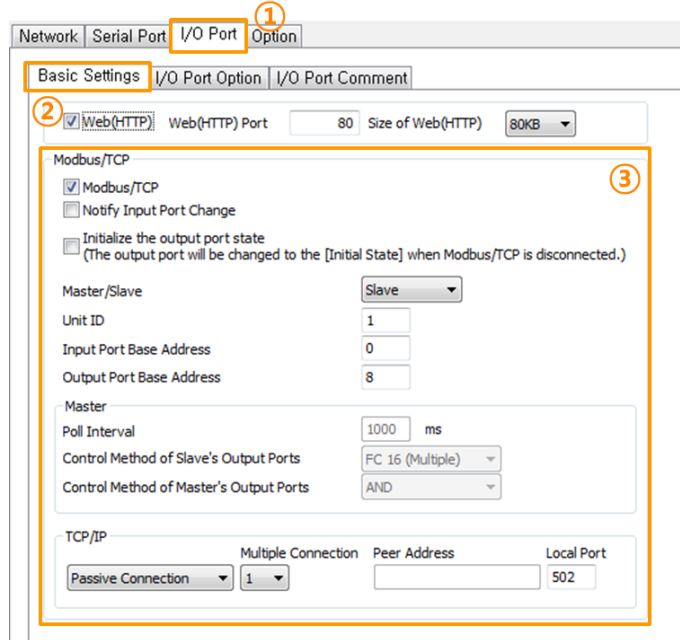 ①
Network Serial Port I/O Port Option
Basic Settings I/O Port Option I/O Port Comment
②
Web(HTTP) Web(HTTP) Port 80 Size of Web(HTTP) 80KB
Modbus/TCP
③
Modbus/TCP
Notify Input Port Change
Initialize the output port state
(The output port will be changed to the [Initial State] when Modbus/TCP is disconnected.)
Master/Slave Slave
Unit ID 1
Input Port Base Address 0
Output Port Base Address 8
Master
Poll Interval 1000 ms
Control Method of Slave's Output Ports FC 16 (Multiple)
Control Method of Master's Output Ports AND
TCP/IP
Multiple Connection Peer Address Local Port
Passive Connection 1 502